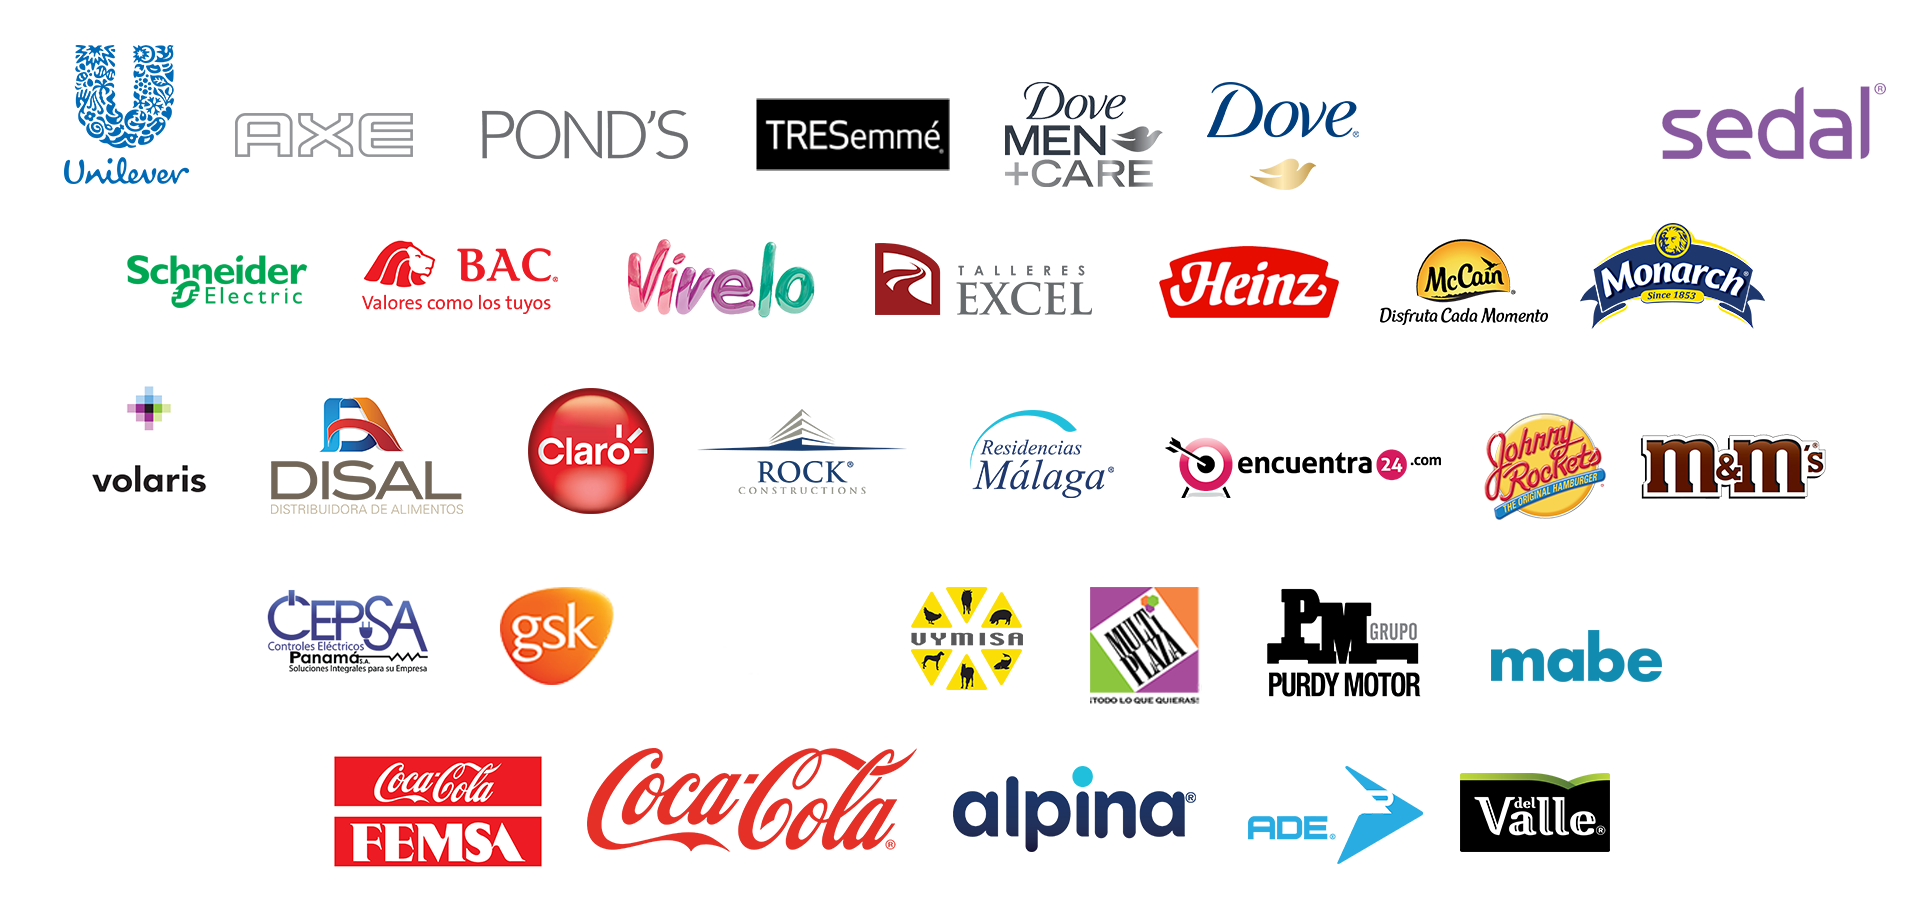 Unilever
AXE
POND'S
TRESemmé®
Dove
MEN
+CARE
Dove®
sedal®
Schneider
Electric
BAC®
Valores como los tuyos
Vívelo
TALLERES
EXCEL
Heinz
McCain®
Disfruta Cada Momento
Monarch®
Since 1853
volaris
DISAL
DISTRIBUIDORA DE ALIMENTOS
Claro
ROCK®
CONSTRUCTIONS
Residencias
Málaga®
encuentra24.com
Johnny
Rockets®
THE ORIGINAL HAMBURGER
m&m's®
CEPSA
Controles Eléctricos
Panamá S.A.
Soluciones Integrales para su Empresa
gsk
UYMISA
MULTI
PLAZA
¡TODO LO QUE QUIERAS!
PM
GRUPO
PURDY MOTOR
mabe
Coca-Cola
FEMSA
Coca-Cola®
alpina®
ADE®
del
Valle®